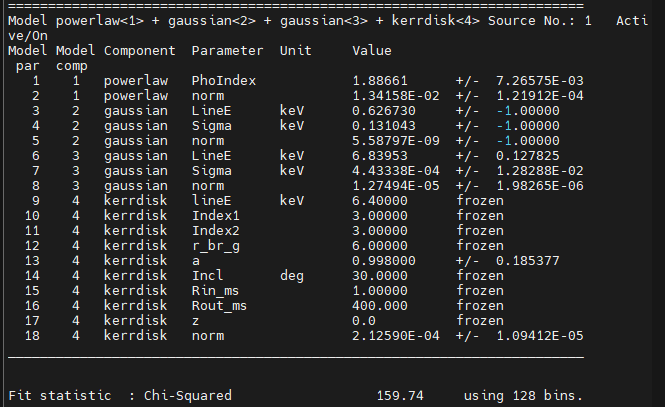 ========================================================================
Model powerlaw<1> + gaussian<2> + gaussian<3> + kerrdisk<4> Source No.: 1   Acti
ve/On
Model Model Component  Parameter  Unit     Value
 par  comp
   1    1   powerlaw   PhoIndex            1.88661      +/-  7.26575E-03
   2    1   powerlaw   norm                1.34158E-02  +/-  1.21912E-04
   3    2   gaussian   LineE      keV      0.626730     +/-  -1.00000
   4    2   gaussian   Sigma      keV      0.131043     +/-  -1.00000
   5    2   gaussian   norm                5.58797E-09  +/-  -1.00000
   6    3   gaussian   LineE      keV      6.83953      +/-  0.127825
   7    3   gaussian   Sigma      keV      4.43338E-04  +/-  1.28288E-02
   8    3   gaussian   norm                1.27494E-05  +/-  1.98265E-06
   9    4   kerrdisk   lineE      keV      6.40000      frozen
  10    4   kerrdisk   Index1              3.00000      frozen
  11    4   kerrdisk   Index2              3.00000      frozen
  12    4   kerrdisk   r_br_g              6.00000      frozen
  13    4   kerrdisk   a                   0.998000     +/-  0.185377
  14    4   kerrdisk   Incl       deg      30.0000      frozen
  15    4   kerrdisk   Rin_ms              1.00000      frozen
  16    4   kerrdisk   Rout_ms             400.000      frozen
  17    4   kerrdisk   z                   0.0          frozen
  18    4   kerrdisk   norm                2.12590E-04  +/-  1.09412E-05
________________________________________________________________________
Fit statistic  : Chi-Squared                  159.74     using 128 bins.